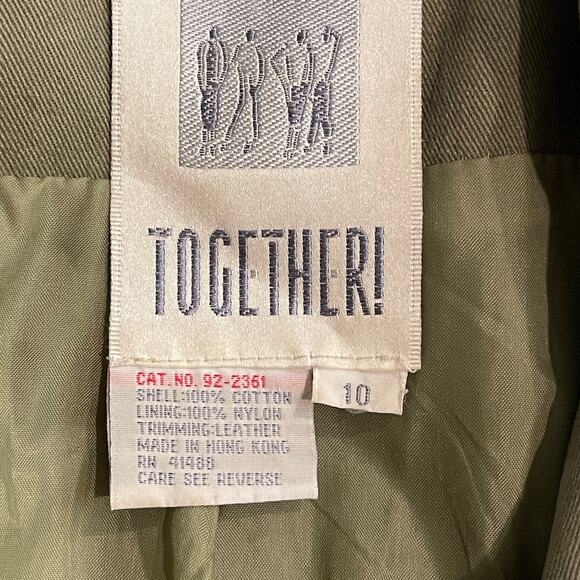 TOGETHER!
CAT. NO. 92-2361
SHELL:100% COTTON
LINING:100% NYLON
TRIMMING:LEATHER
MADE IN HONG KONG
RN 41488
CARE SEE REVERSE
10